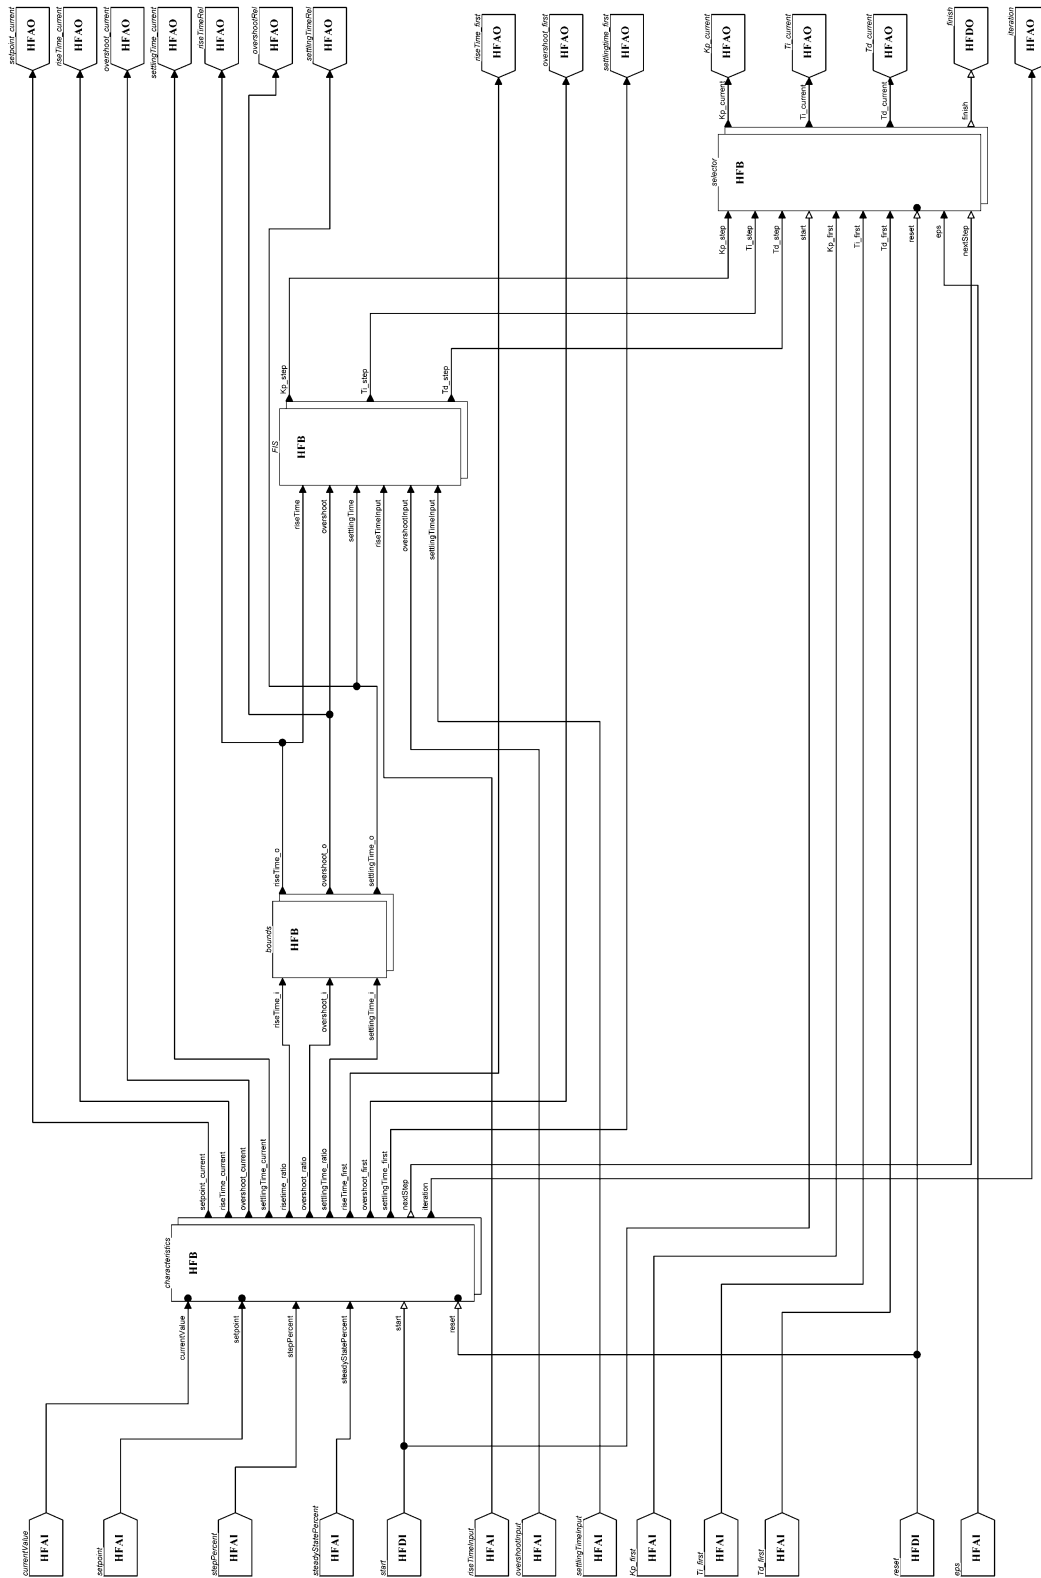 currentValue
HFAI
setpoint
HFAI
stepPercent
HFAI
steadyStatePercent
HFAI
start
HFDI
riseTimeInput
HFAI
overshootInput
HFAI
settlingTimeInput
HFAI
Kp_first
HFAI
Ti_first
HFAI
Td_first
HFAI
reset
HFDI
eps
HFAI
currentValue
setpoint
stepPercent
steadyStatePercent
start
reset
characteristics
HFB
setpoint_current
riseTime_current
overshoot_current
settlingTime_current
risetime_ratio
overshoot_ratio
settlingTime_ratio
riseTime_first
overshoot_first
settlingTime_first
nextStep
iteration
riseTime_i
overshoot_i
settlingTime_i
bounds
HFB
riseTime_o
overshoot_o
settlingTime_o
riseTime
overshoot
settlingTime
riseTimeInput
overshootInput
settlingTimeInput
FIS
HFB
Kp_step
Ti_step
Td_step
Kp_step
Ti_step
Td_step
start
Kp_first
Ti_first
Td_first
reset
eps
nextStep
selector
HFB
Kp_current
Ti_current
Td_current
finish
setpoint_current
HFAO
riseTime_current
HFAO
overshoot_current
HFAO
settlingTime_current
HFAO
riseTimeRel
HFAO
overshootRel
HFAO
settlingTimeRel
HFAO
riseTime_first
HFAO
overshoot_first
HFAO
settlingtime_first
HFAO
Kp_current
HFAO
Ti_current
HFAO
Td_current
HFAO
finish
HFDO
iteration
HFAO